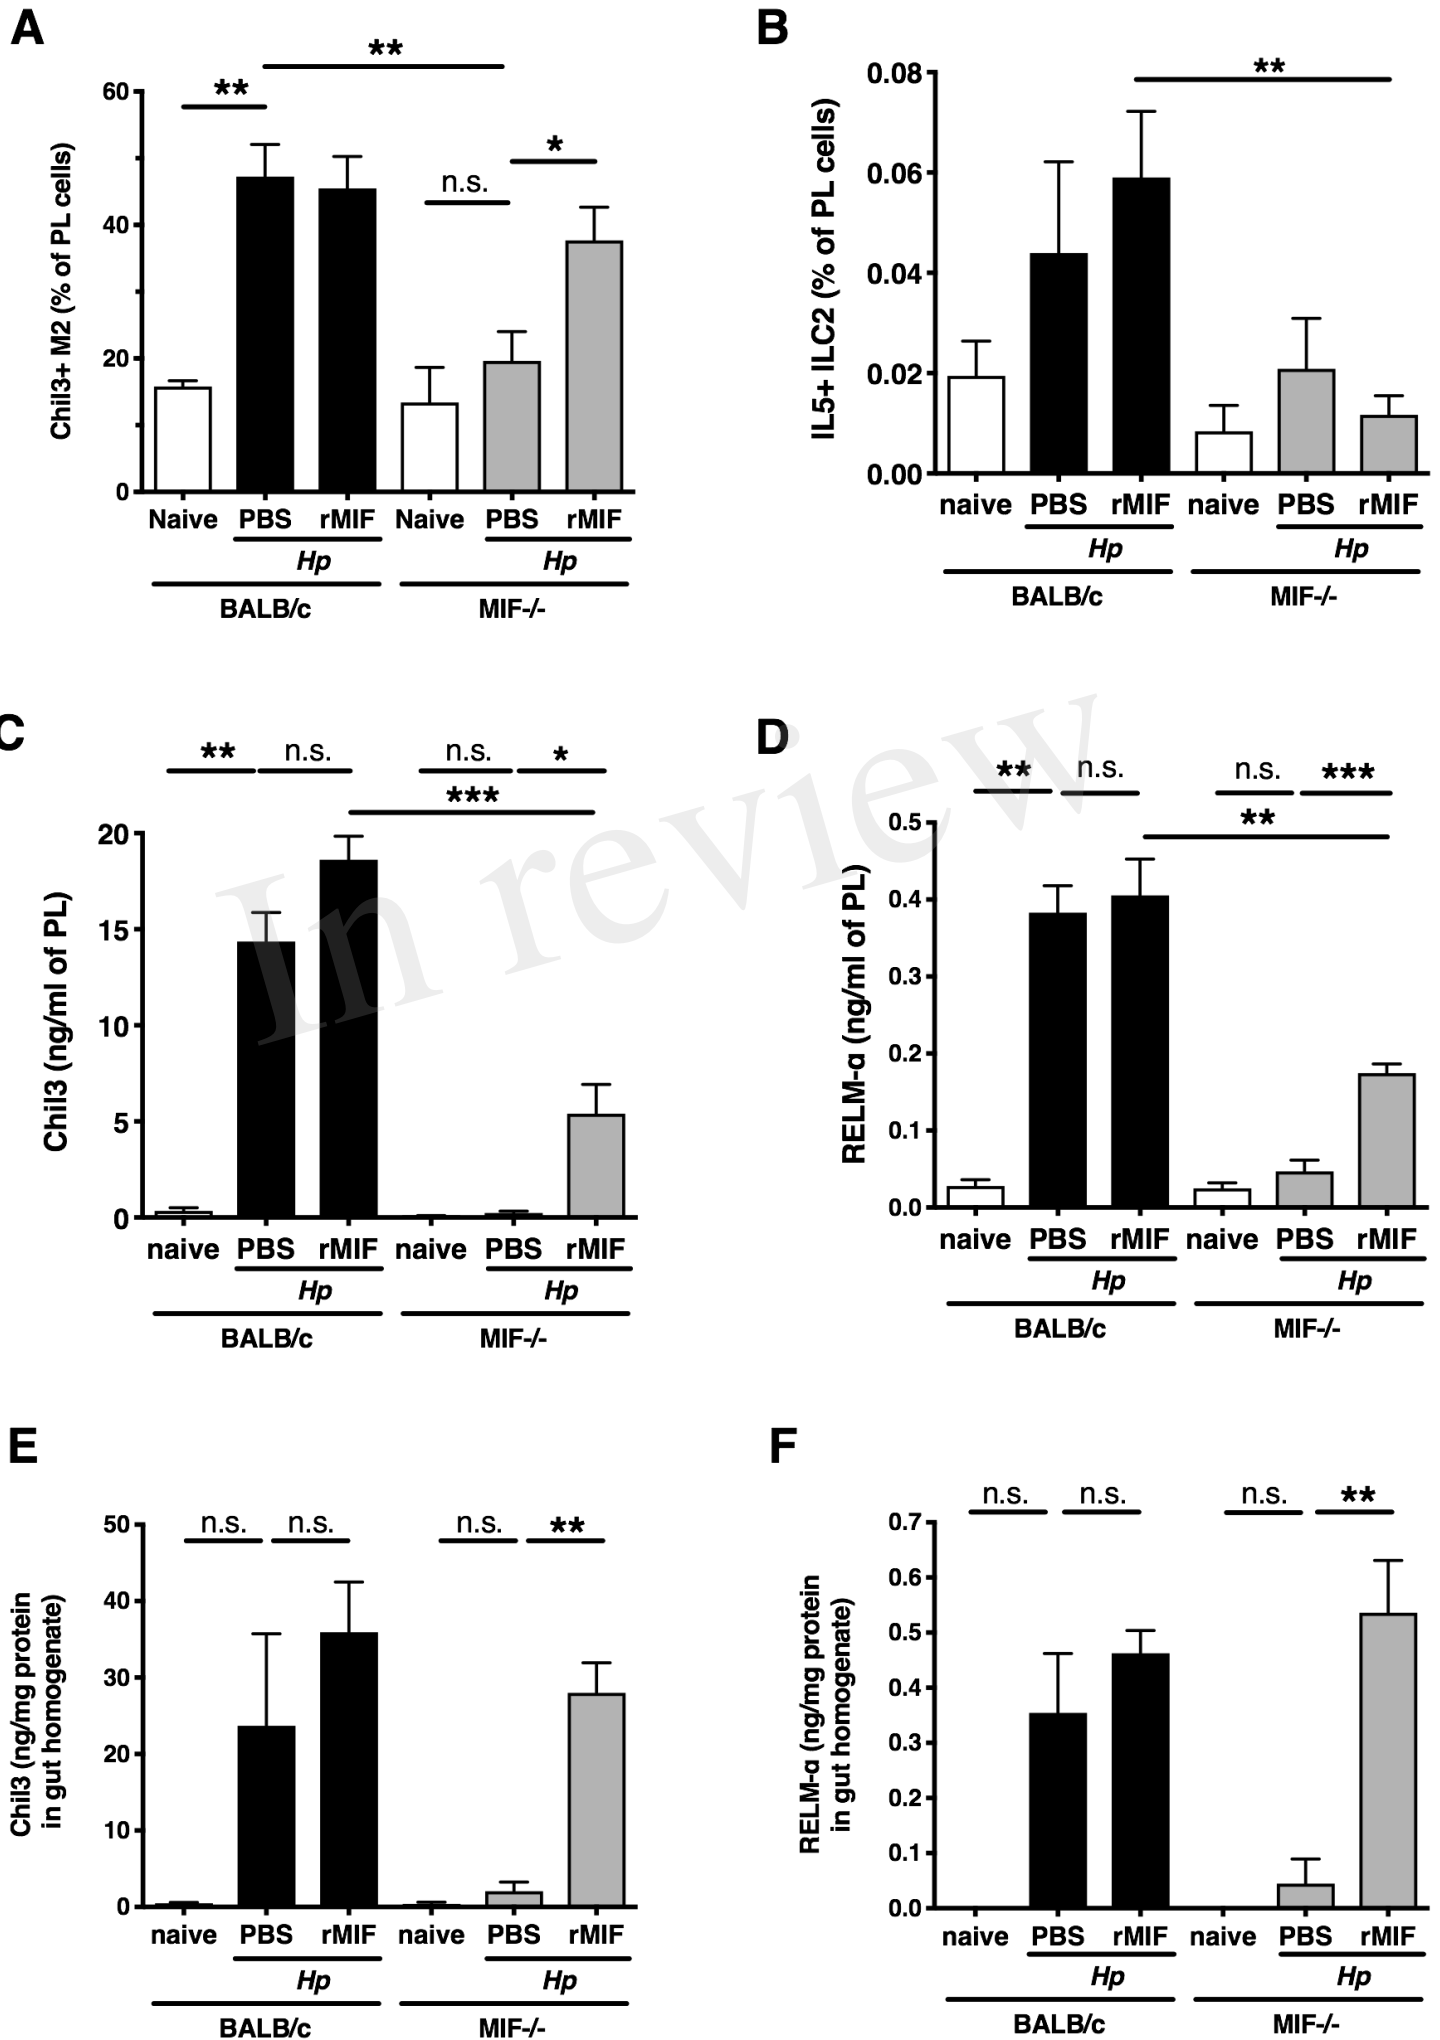 A
**
**
*
n.s.
60
40
20
0
Chil3+ M2 (% of PL cells)
Naive PBS rMIF Naive PBS rMIF
Hp Hp
BALB/c MIF-/-
B
**
0.08
0.06
0.04
0.02
0.00
IL5+ ILC2 (% of PL cells)
naive PBS rMIF naive PBS rMIF
Hp Hp
BALB/c MIF-/-
C
** n.s. n.s. *
***
20
15
10
5
0
Chil3 (ng/ml of PL)
naive PBS rMIF naive PBS rMIF
Hp Hp
BALB/c MIF-/-
D
** n.s. n.s. ***
**
0.5
0.4
0.3
0.2
0.1
0.0
RELM-α (ng/ml of PL)
naive PBS rMIF naive PBS rMIF
Hp Hp
BALB/c MIF-/-
In review
E
n.s. n.s. n.s. **
50
40
30
20
10
0
Chil3 (ng/mg protein
in gut homogenate)
naive PBS rMIF naive PBS rMIF
Hp Hp
BALB/c MIF-/-
F
n.s. n.s. n.s. **
0.7
0.6
0.5
0.4
0.3
0.2
0.1
0.0
RELM-α (ng/mg protein
in gut homogenate)
naive PBS rMIF naive PBS rMIF
Hp Hp
BALB/c MIF-/-